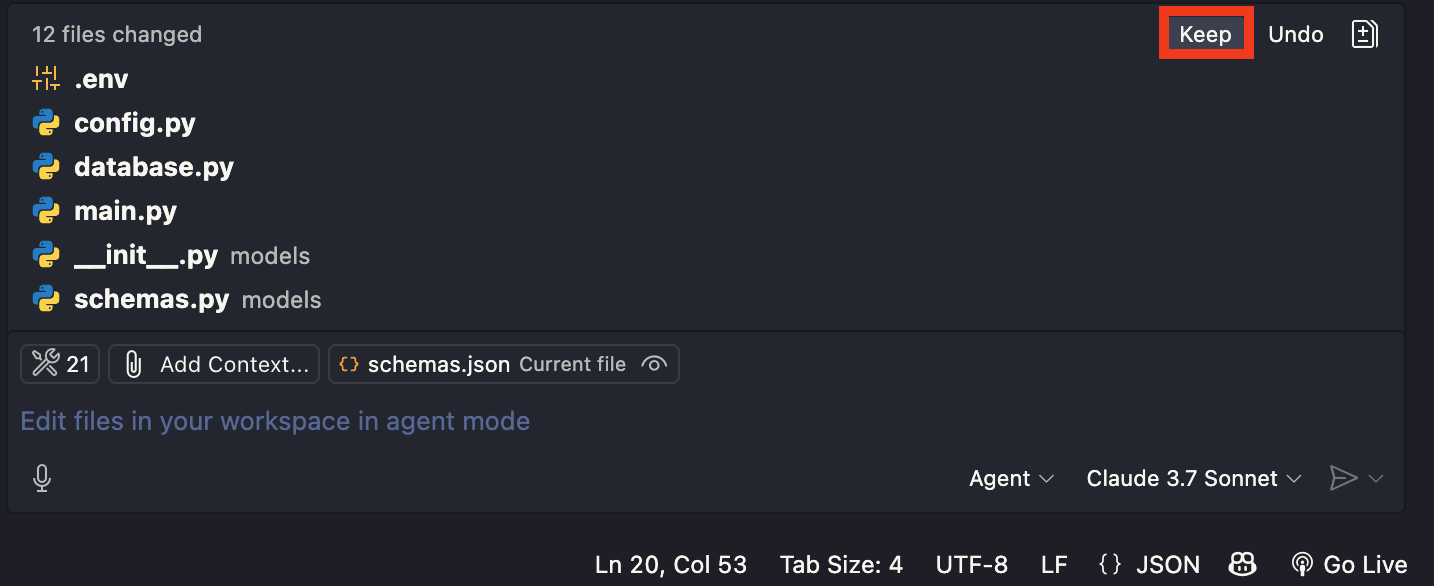 12 files changed Keep Undo
.env
config.py
database.py
main.py
__init__.py models
schemas.py models
21 Add Context... {} schemas.json Current file
Edit files in your workspace in agent mode
Agent Claude 3.7 Sonnet
Ln 20, Col 53 Tab Size: 4 UTF-8 LF {} JSON Go Live